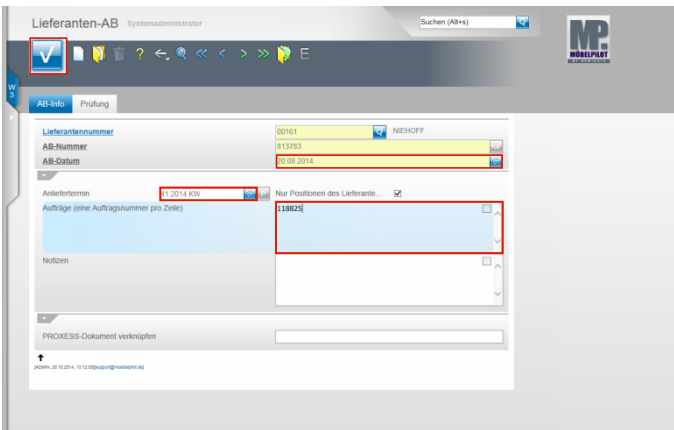 Lieferanten-AB Systemadministrator Suchen (Alt+s)
MP
MÖBELPILOT
? E
W
3
AB-Info Prüfung
Lieferantennummer 00161 NIEHOFF
AB-Nummer 813783
AB-Datum 20.08.2014
Anliefertermin 41.2014 KW Nur Positionen des Lieferante...
Aufträge (eine Auftragsnummer pro Zeile) 118825
Notizen
PROXESS-Dokument verknüpfen